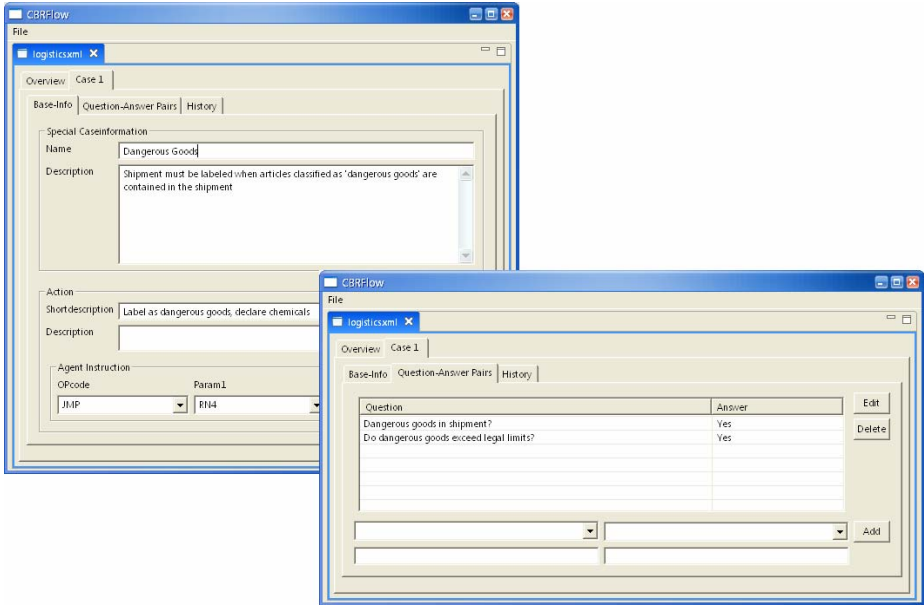 CBRFlow
File
logisticsxml
Overview Case 1
Base-Info Question-Answer Pairs History
Special Caseinformation
Name Dangerous Goods
Description Shipment must be labeled when articles classified as 'dangerous goods' are
contained in the shipment
Action
Shortdescription Label as dangerous goods, declare chemicals
Description
Agent Instruction
OPcode Param1
JMP RN4
CBRFlow
File
logisticsxml
Overview Case 1
Base-Info Question-Answer Pairs History
Question Answer Edit
Dangerous goods in shipment? Yes
Do dangerous goods exceed legal limits? Yes
Delete
Add